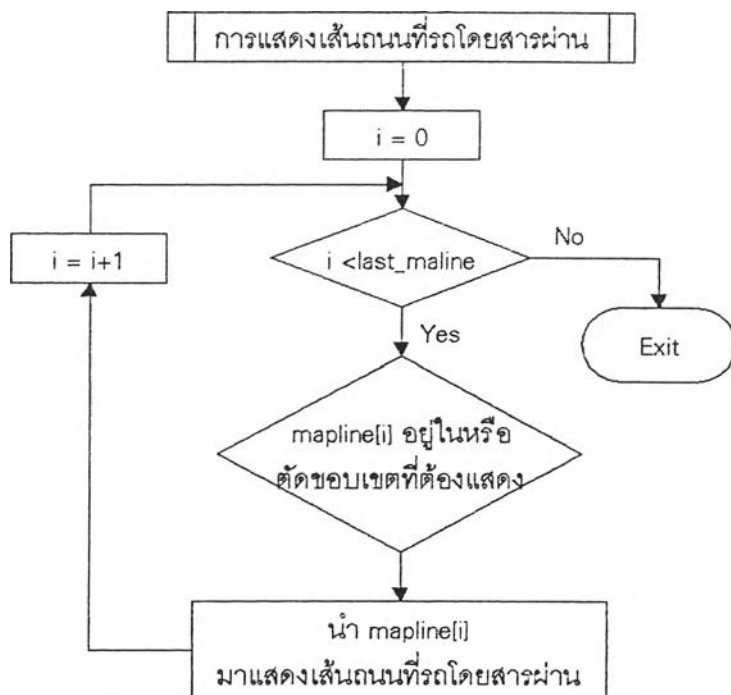 การแสดงเส้นถนนที่รถโดยสารผ่าน
i = 0
i = i+1
i <last_maline
No
Exit
Yes
mapline[i] อยู่ในหรือ
ตัดขอบเขตที่ต้องแสดง
นำ mapline[i]
มาแสดงเส้นถนนที่รถโดยสารผ่าน